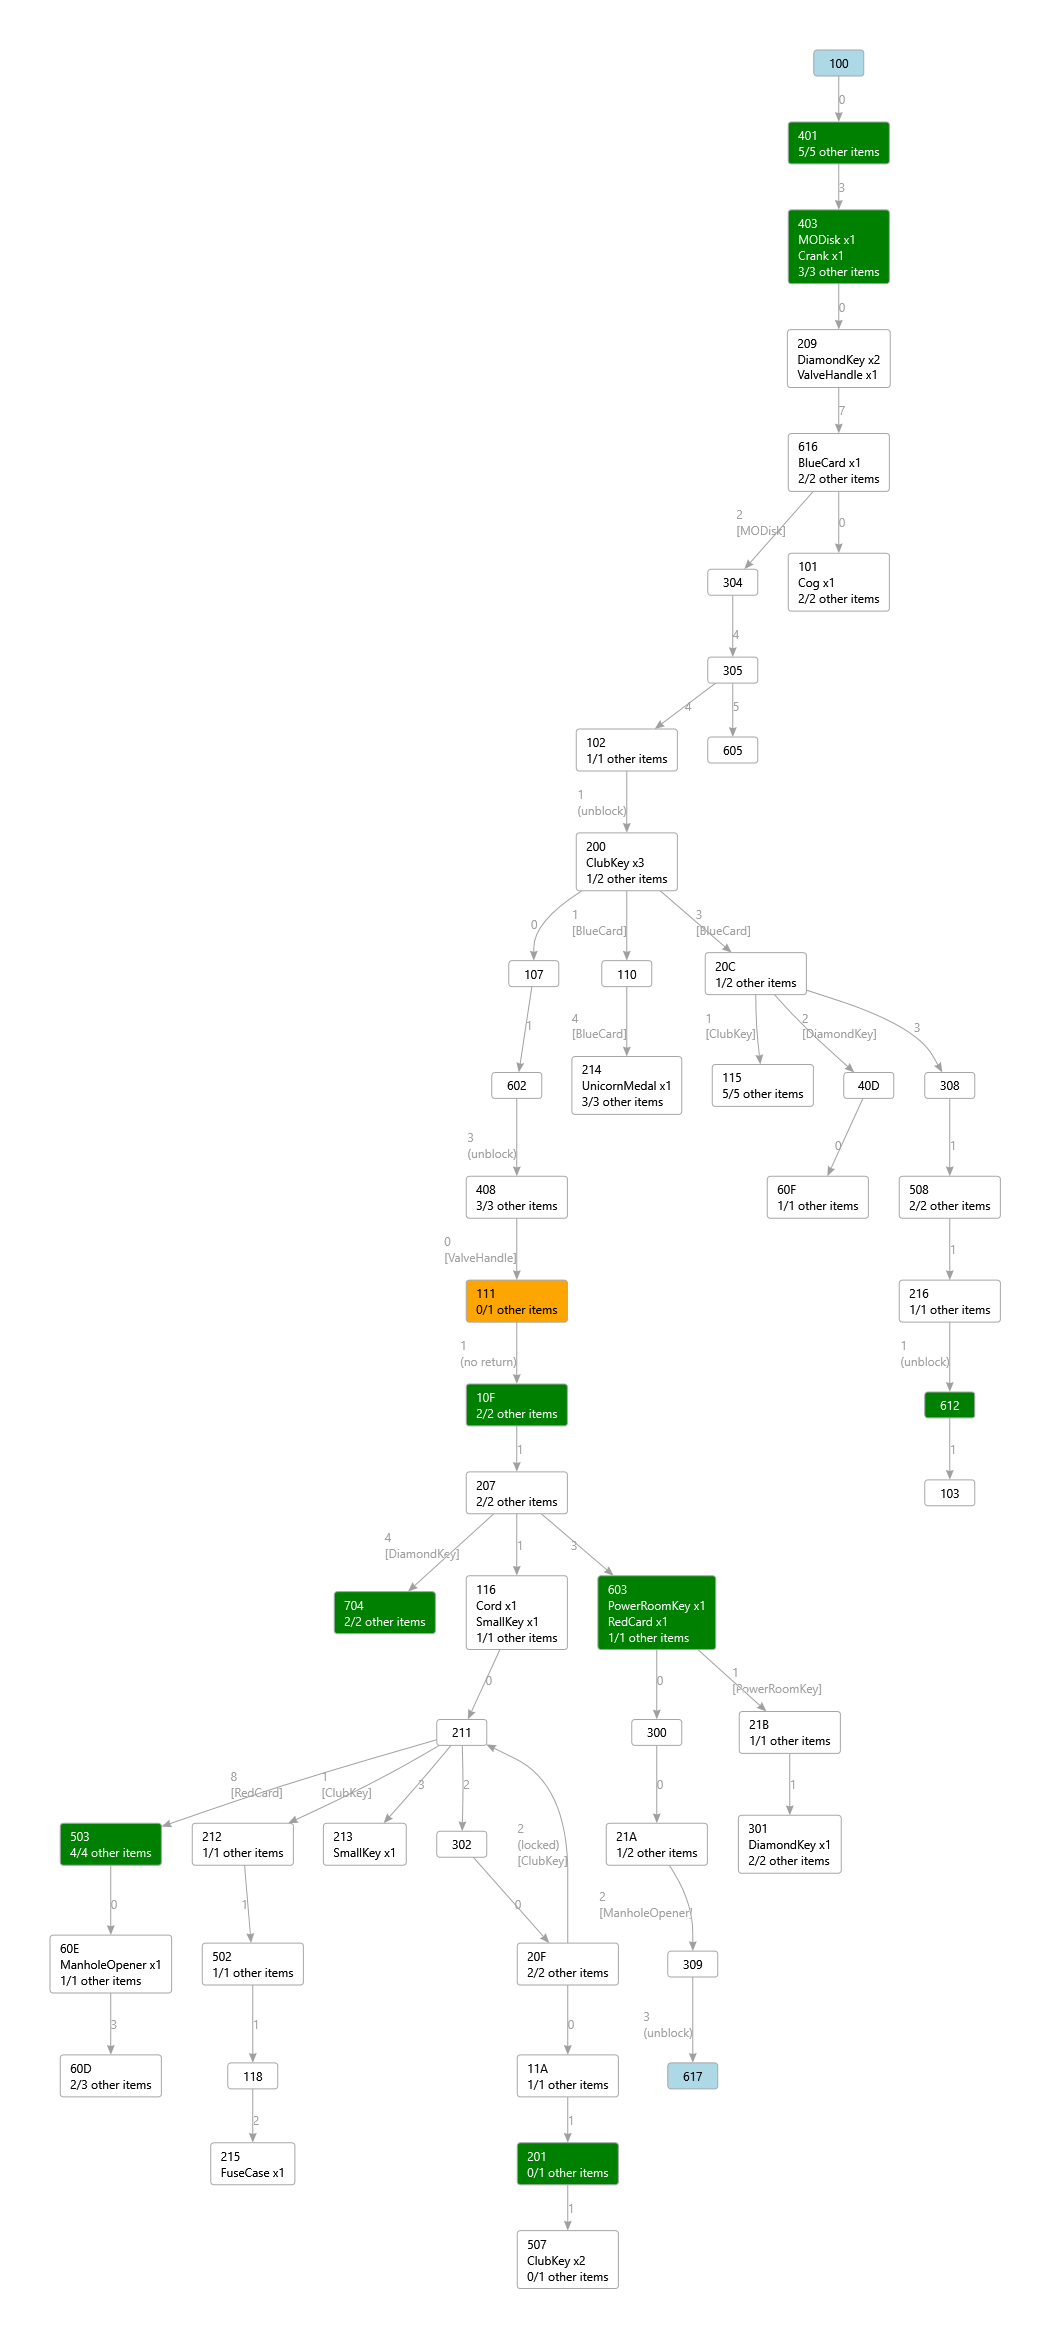 100
0
401
5/5 other items
3
403
MODisk x1
Crank x1
3/3 other items
0
209
DiamondKey x2
ValveHandle x1
7
616
BlueCard x1
2/2 other items
2
[MODisk]
0
304
101
Cog x1
2/2 other items
4
305
4
5
102
1/1 other items
605
1
(unblock)
200
ClubKey x3
1/2 other items
0
1
[BlueCard]
3
[BlueCard]
107
110
20C
1/2 other items
1
4
[BlueCard]
1
[ClubKey]
2
[DiamondKey]
3
602
214
UnicornMedal x1
3/3 other items
115
5/5 other items
40D
308
3
(unblock)
0
1
408
3/3 other items
60F
1/1 other items
508
2/2 other items
0
[ValveHandle]
1
111
0/1 other items
216
1/1 other items
1
(no return)
1
(unblock)
10F
2/2 other items
612
1
1
207
2/2 other items
103
4
[DiamondKey]
1
3
704
2/2 other items
116
Cord x1
SmallKey x1
1/1 other items
603
PowerRoomKey x1
RedCard x1
1/1 other items
0
0
1
[PowerRoomKey]
211
300
21B
1/1 other items
8
[RedCard]
1
[ClubKey]
3
2
2
(locked)
[ClubKey]
0
1
503
4/4 other items
212
1/1 other items
213
SmallKey x1
302
21A
1/2 other items
301
DiamondKey x1
2/2 other items
0
1
0
2
[ManholeOpener]
60E
ManholeOpener x1
1/1 other items
502
1/1 other items
20F
2/2 other items
309
3
1
0
3
(unblock)
60D
2/3 other items
118
11A
1/1 other items
617
2
1
215
FuseCase x1
201
0/1 other items
1
507
ClubKey x2
0/1 other items